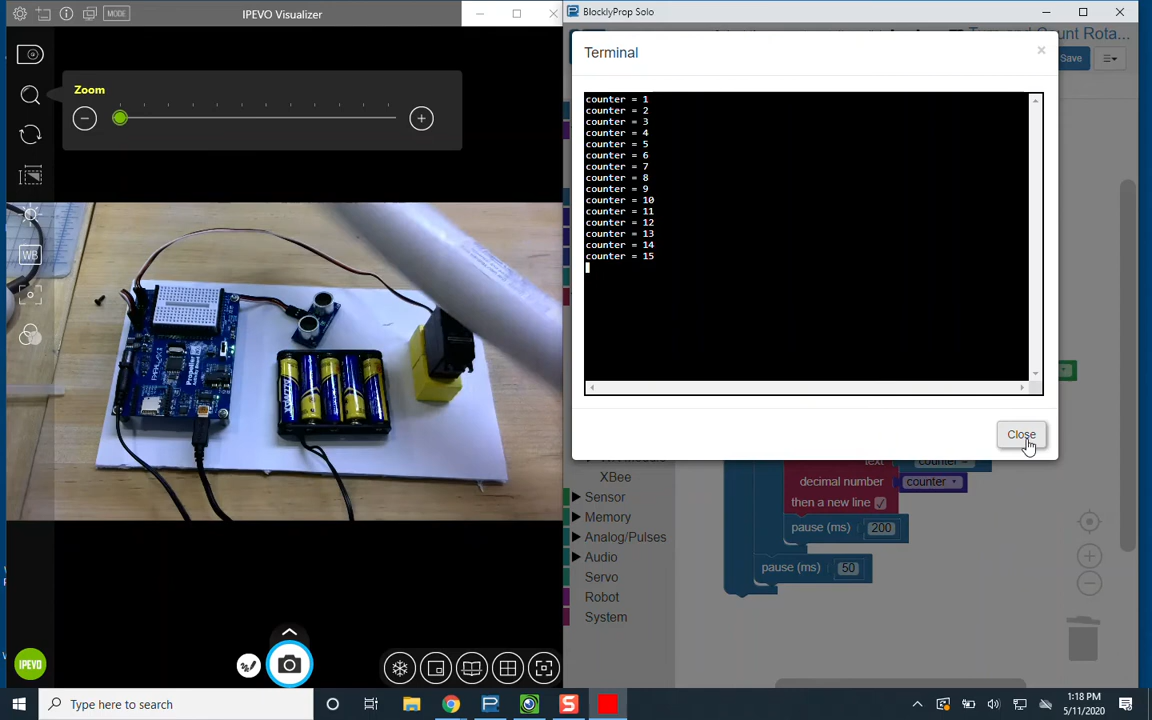 MODE
IPEVO Visualizer
BlocklyProp Solo
Zoom
WB
IPEVO
Terminal
×
counter = 1
counter = 2
counter = 3
counter = 4
counter = 5
counter = 6
counter = 7
counter = 8
counter = 9
counter = 10
counter = 11
counter = 12
counter = 13
counter = 14
counter = 15
Close
Save
XBee
Sensor
Memory
Analog/Pulses
Audio
Servo
Robot
System
text
counter =
decimal number
counter
then a new line
pause (ms)
200
pause (ms)
50
Type here to search
1:18 PM
5/11/2020